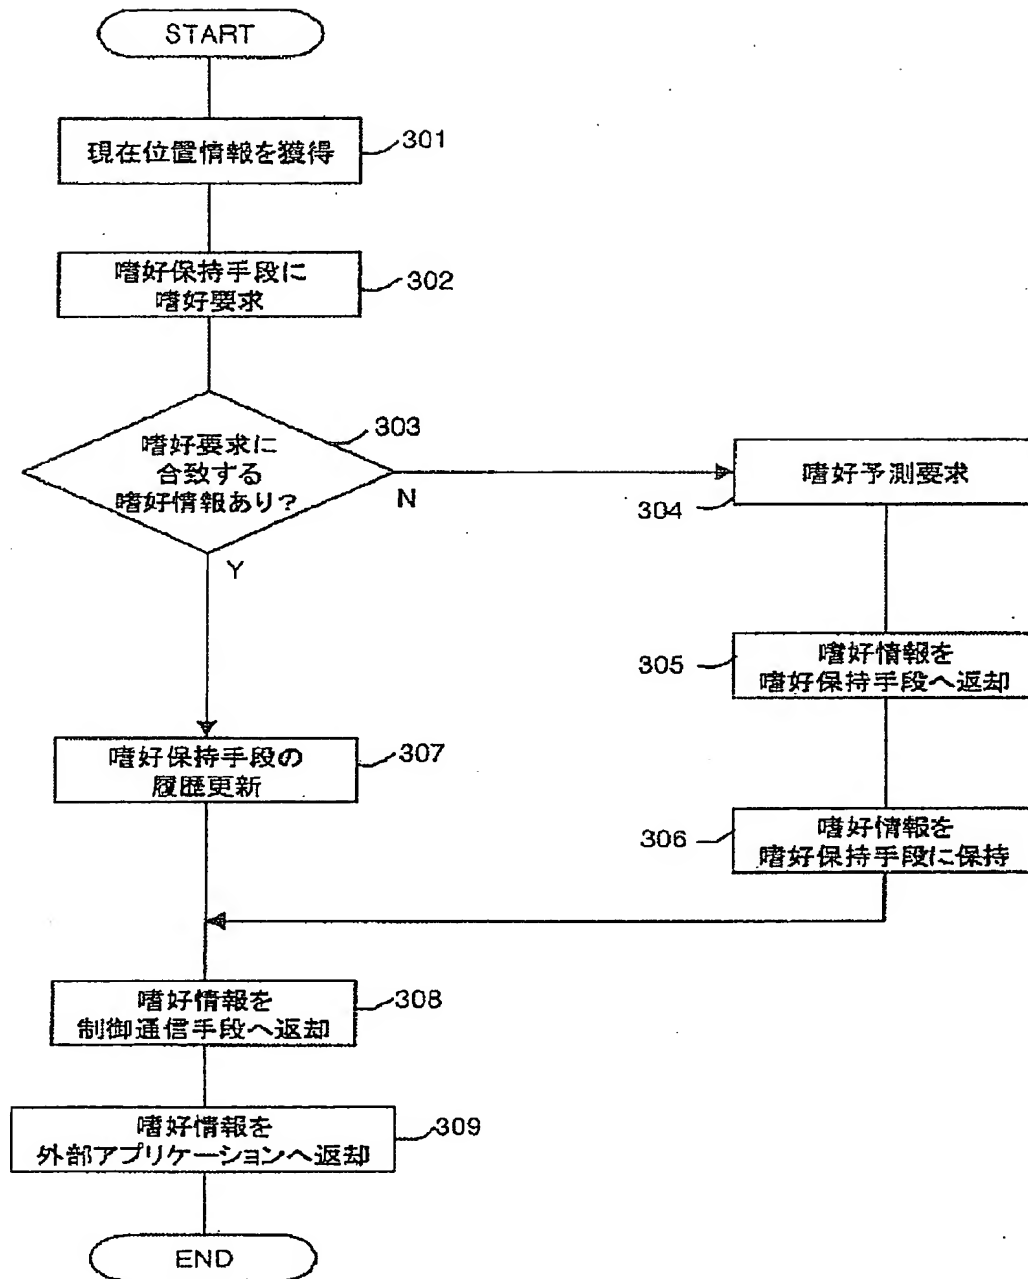 START
現在位置情報を獲得
301
嗜好保持手段に
嗜好要求
302
嗜好要求に
合致する
嗜好情報あり?
303
N
Y
嗜好予測要求
304
嗜好情報を
嗜好保持手段へ返却
305
嗜好情報を
嗜好保持手段に保持
306
嗜好保持手段の
履歴更新
307
嗜好情報を
制御通信手段へ返却
308
嗜好情報を
外部アプリケーションへ返却
309
END